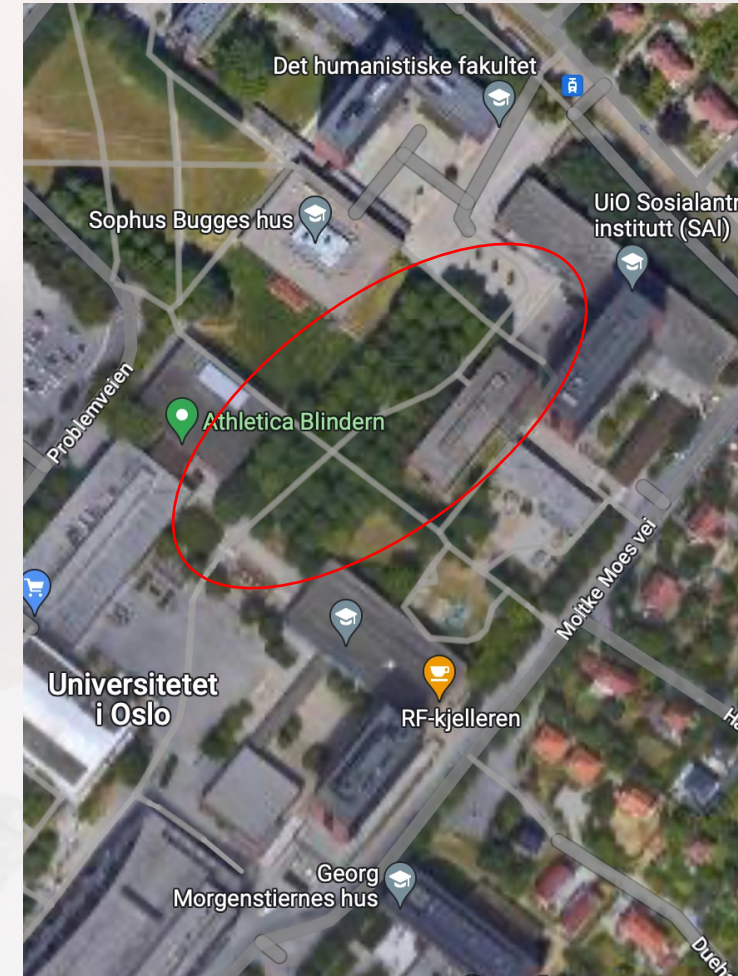 Det humanistiske fakultet
Sophus Bugges hus
UiO Sosialantr
institutt (SAI)
Problemveien
Athletica Blindern
Moltke Moes vei
Universitetet
i Oslo
RF-kjelleren
Georg
Morgenstiernes hus